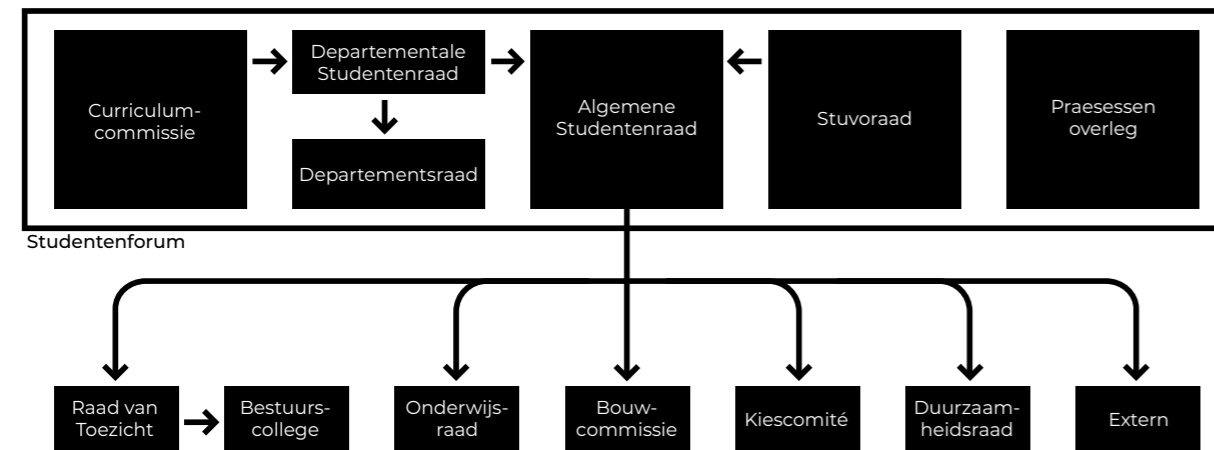 Curriculum-
commissie
Departementale
Studentenraad
Departementsraad
Algemene
Studentenraad
Stuvoraad
Praesessen
overleg
Studentenforum
Raad van
Toezicht
Bestuurs-
college
Onderwijs-
raad
Bouw-
commissie
Kiescomité
Duurzaam-
heidsraad
Extern